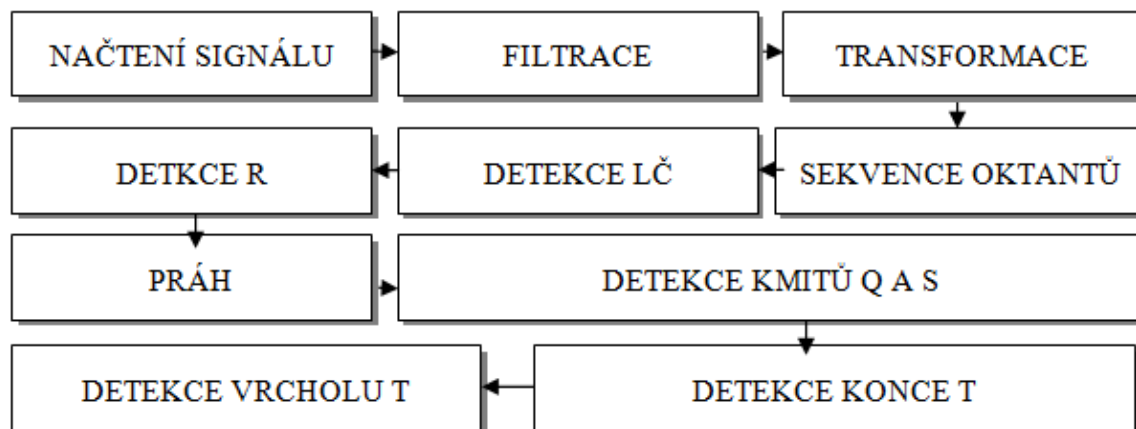 NAČTENÍ SIGNÁLU
FILTRACE
TRANSFORMACE
SEKVENCE OKTANTŮ
DETEKCE LČ
DETKCE R
PRÁH
DETEKCE KMITŮ Q A S
DETEKCE KONCE T
DETEKCE VRCHOLU T